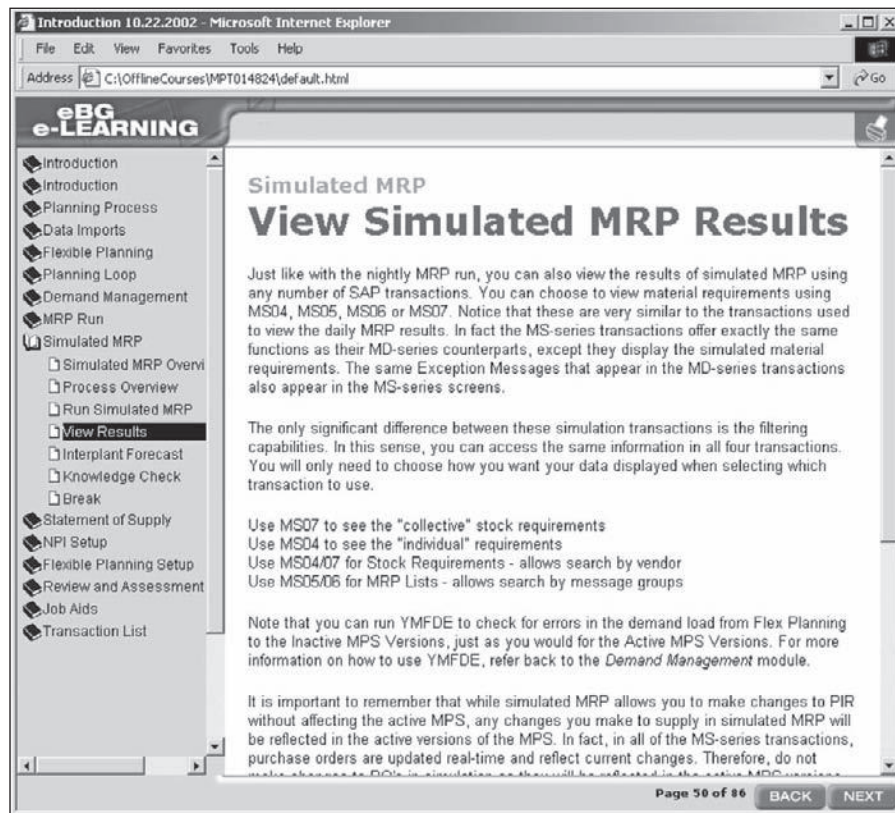 Introduction 10.22.2002 - Microsoft Internet Explorer
File Edit View Favorites Tools Help
Address C:\OfflineCourses\MPT014824\default.html Go
eBG
e-LEARNING
Introduction
Introduction
Planning Process
Data Imports
Flexible Planning
Planning Loop
Demand Management
MRP Run
Simulated MRP
Simulated MRP Overvi
Process Overview
Run Simulated MRP
View Results
Interplant Forecast
Knowledge Check
Break
Statement of Supply
NPI Setup
Flexible Planning Setup
Review and Assessment
Job Aids
Transaction List
Simulated MRP
View Simulated MRP Results
Just like with the nightly MRP run, you can also view the results of simulated MRP using
any number of SAP transactions. You can choose to view material requirements using
MS04, MS05, MS06 or MS07. Notice that these are very similar to the transactions used
to view the daily MRP results. In fact the MS-series transactions offer exactly the same
functions as their MD-series counterparts, except they display the simulated material
requirements. The same Exception Messages that appear in the MD-series transactions
also appear in the MS-series screens.
The only significant difference between these simulation transactions is the filtering
capabilities. In this sense, you can access the same information in all four transactions.
You will only need to choose how you want your data displayed when selecting which
transaction to use.
Use MS07 to see the "collective" stock requirements
Use MS04 to see the "individual" requirements
Use MS04/07 for Stock Requirements - allows search by vendor
Use MS05/06 for MRP Lists - allows search by message groups
Note that you can run YMFDE to check for errors in the demand load from Flex Planning
to the Inactive MPS Versions, just as you would for the Active MPS Versions. For more
information on how to use YMFDE, refer back to the Demand Management module.
It is important to remember that while simulated MRP allows you to make changes to PIR
without affecting the active MPS, any changes you make to supply in simulated MRP will
be reflected in the active versions of the MPS. In fact, in all of the MS-series transactions,
purchase orders are updated real-time and reflect current changes. Therefore, do not
make changes to PO's in simulation as they will be reflected in the active MPS versions
Page 50 of 86 BACK NEXT